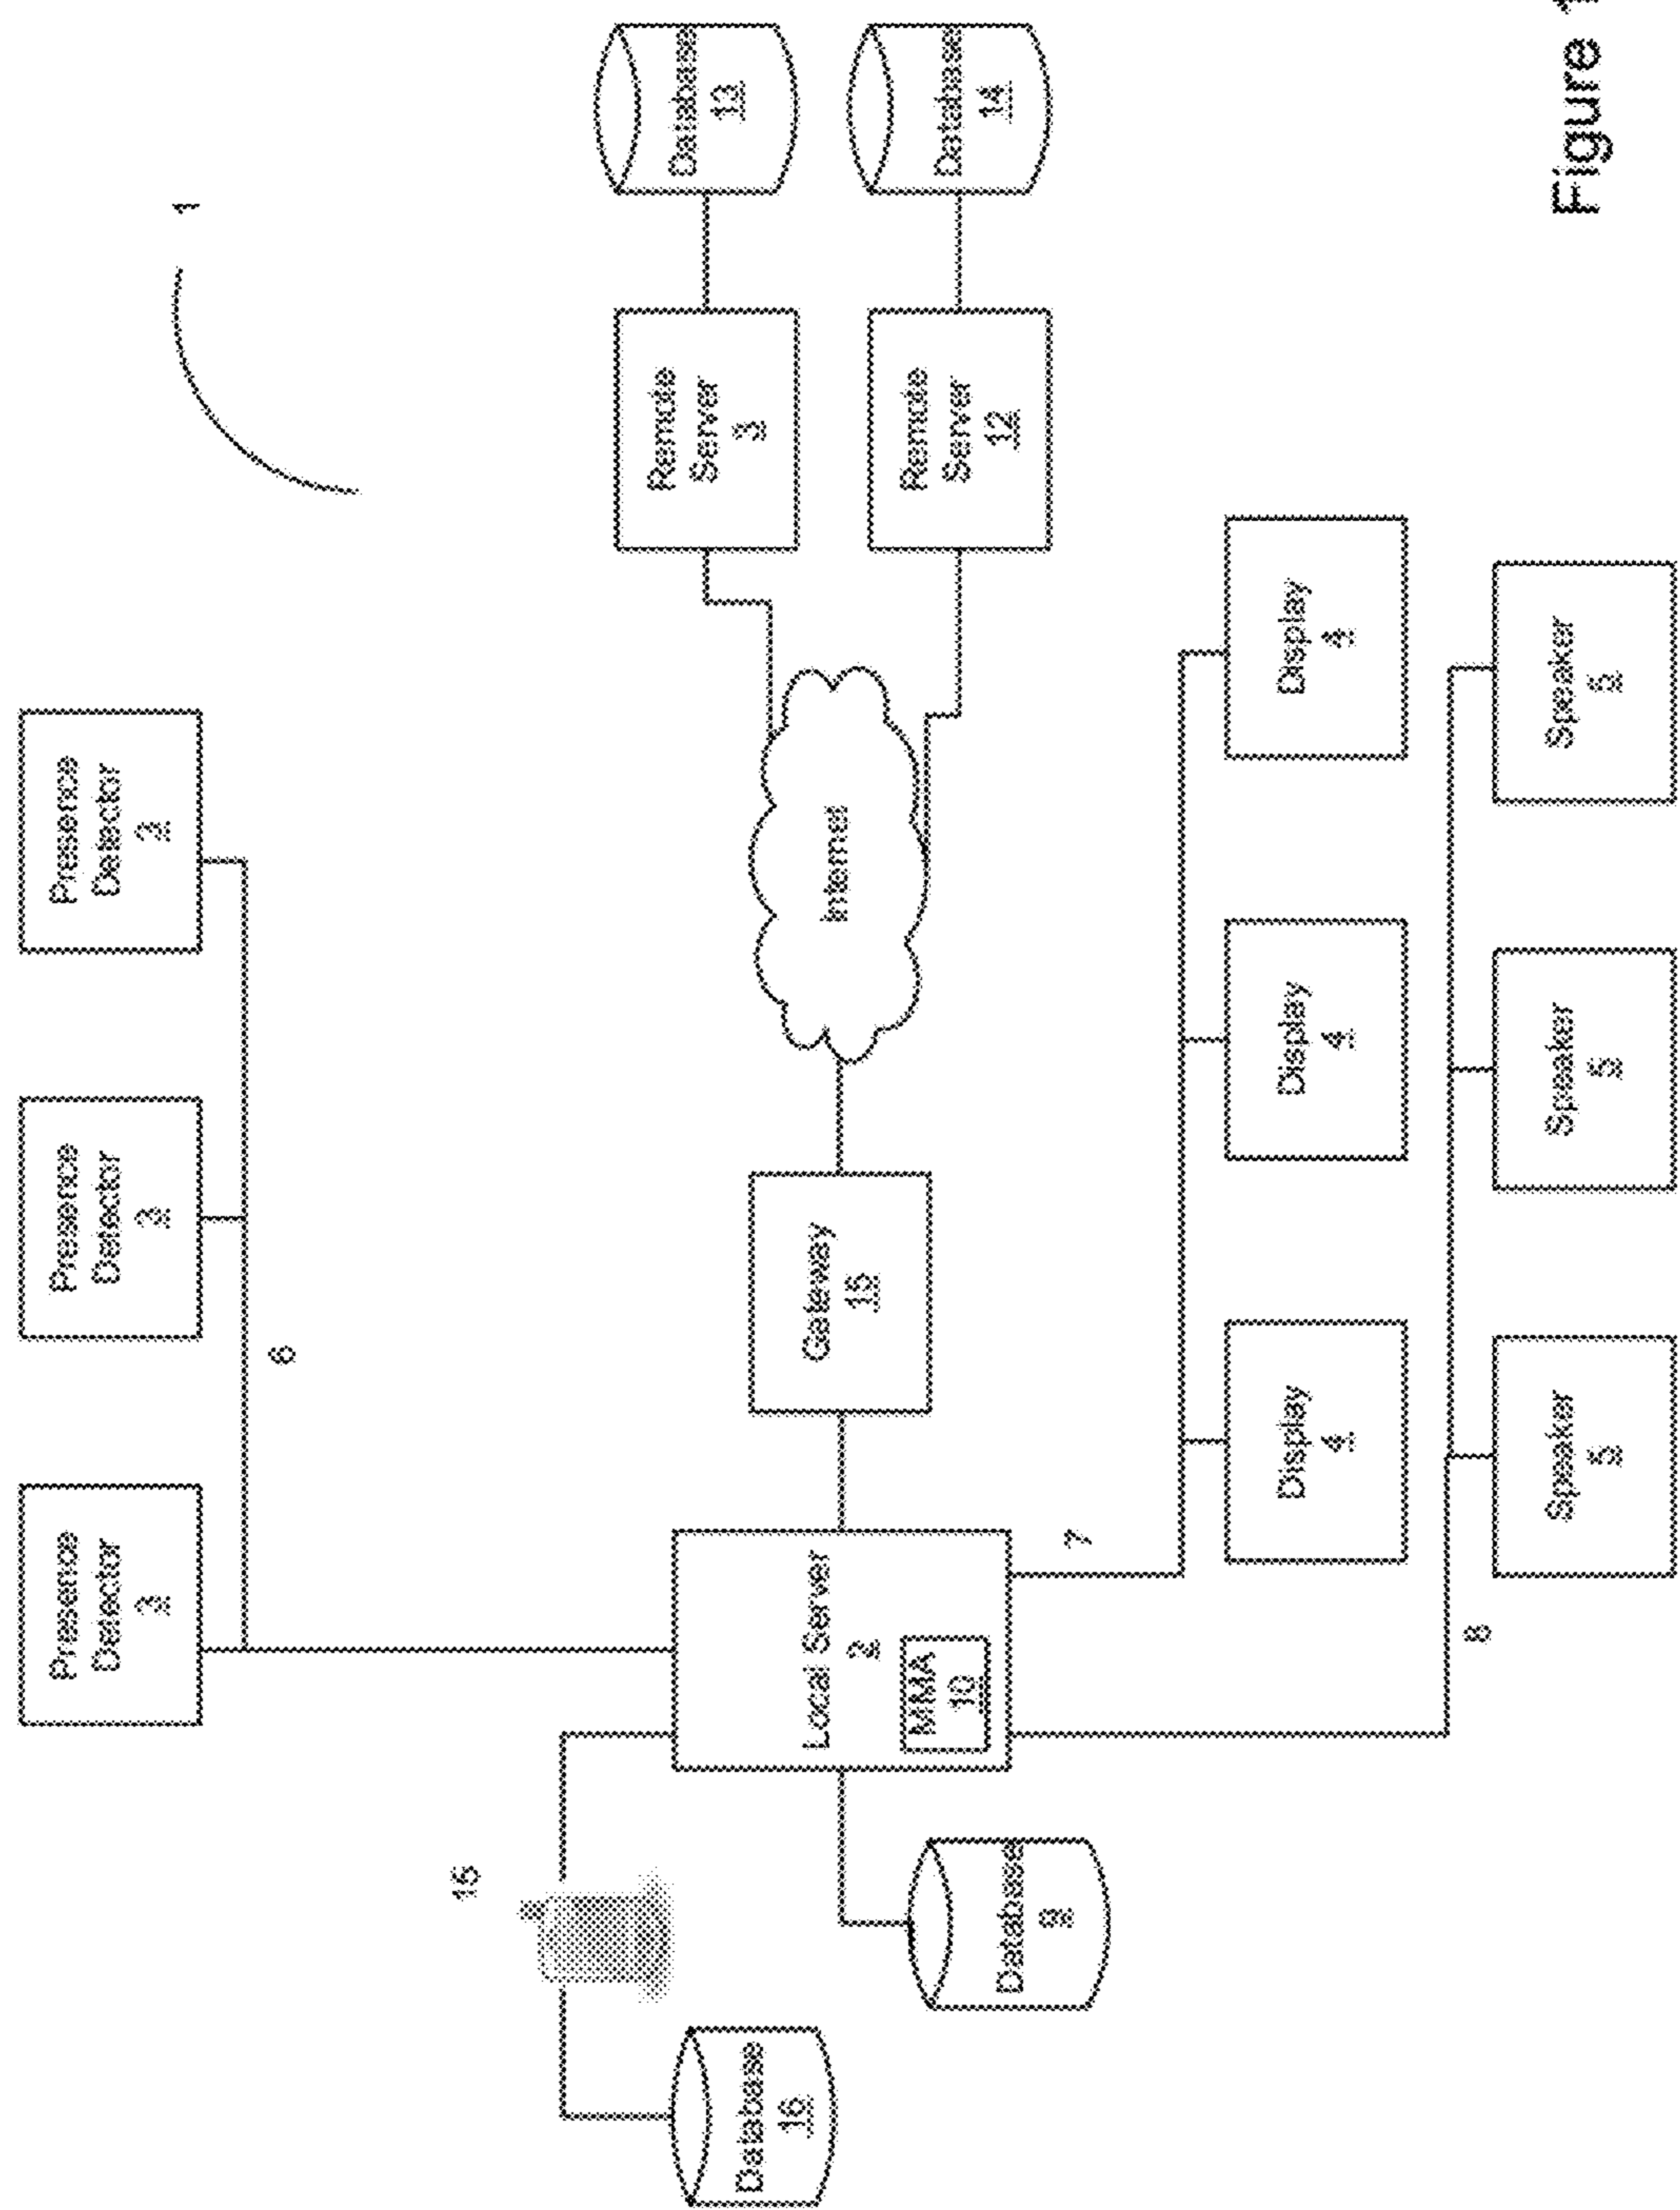 1
Presence
Detector
3
Presence
Detector
3
Presence
Detector
3
6
15
Database
16
Local Server
2
MMA
10
Database
9
Gateway
15
Internet
Remote
Server
3
Database
13
Remote
Server
12
Database
14
7
Display
4
Display
4
Display
4
8
Speaker
5
Speaker
5
Speaker
5
Figure 1